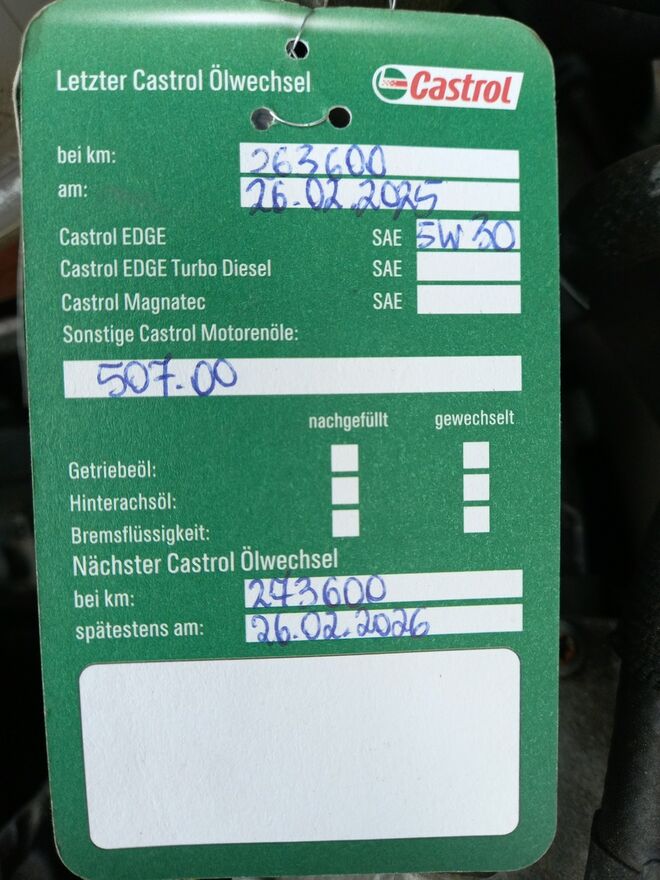 Letzter Castrol Ölwechsel
Castrol
bei km: 263600
am: 26.02.2025
Castrol EDGE SAE 5W30
Castrol EDGE Turbo Diesel SAE
Castrol Magnatec SAE
Sonstige Castrol Motorenöle:
507.00
nachgefüllt gewechselt
Getriebeöl:
Hinterachsöl:
Bremsflüssigkeit:
Nächster Castrol Ölwechsel
bei km: 273600
spätestens am: 26.02.2026